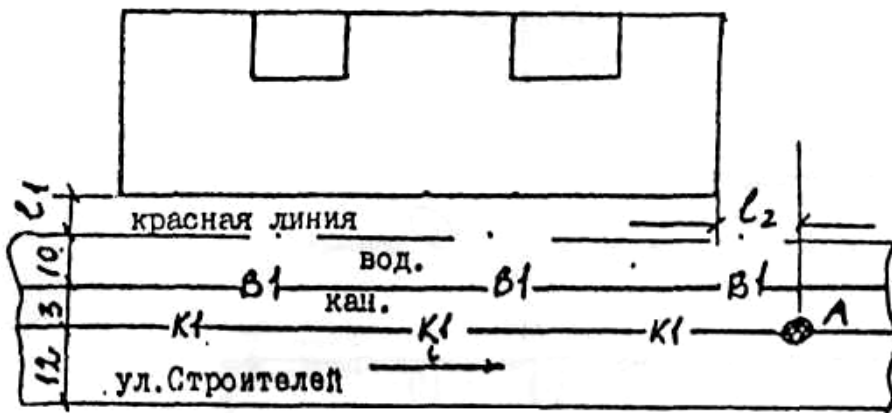 l1
красная линия
l2
10
вод.
В1 В1 В1
3
кан.
К1 К1 К1 А
i
12
ул.Строителей